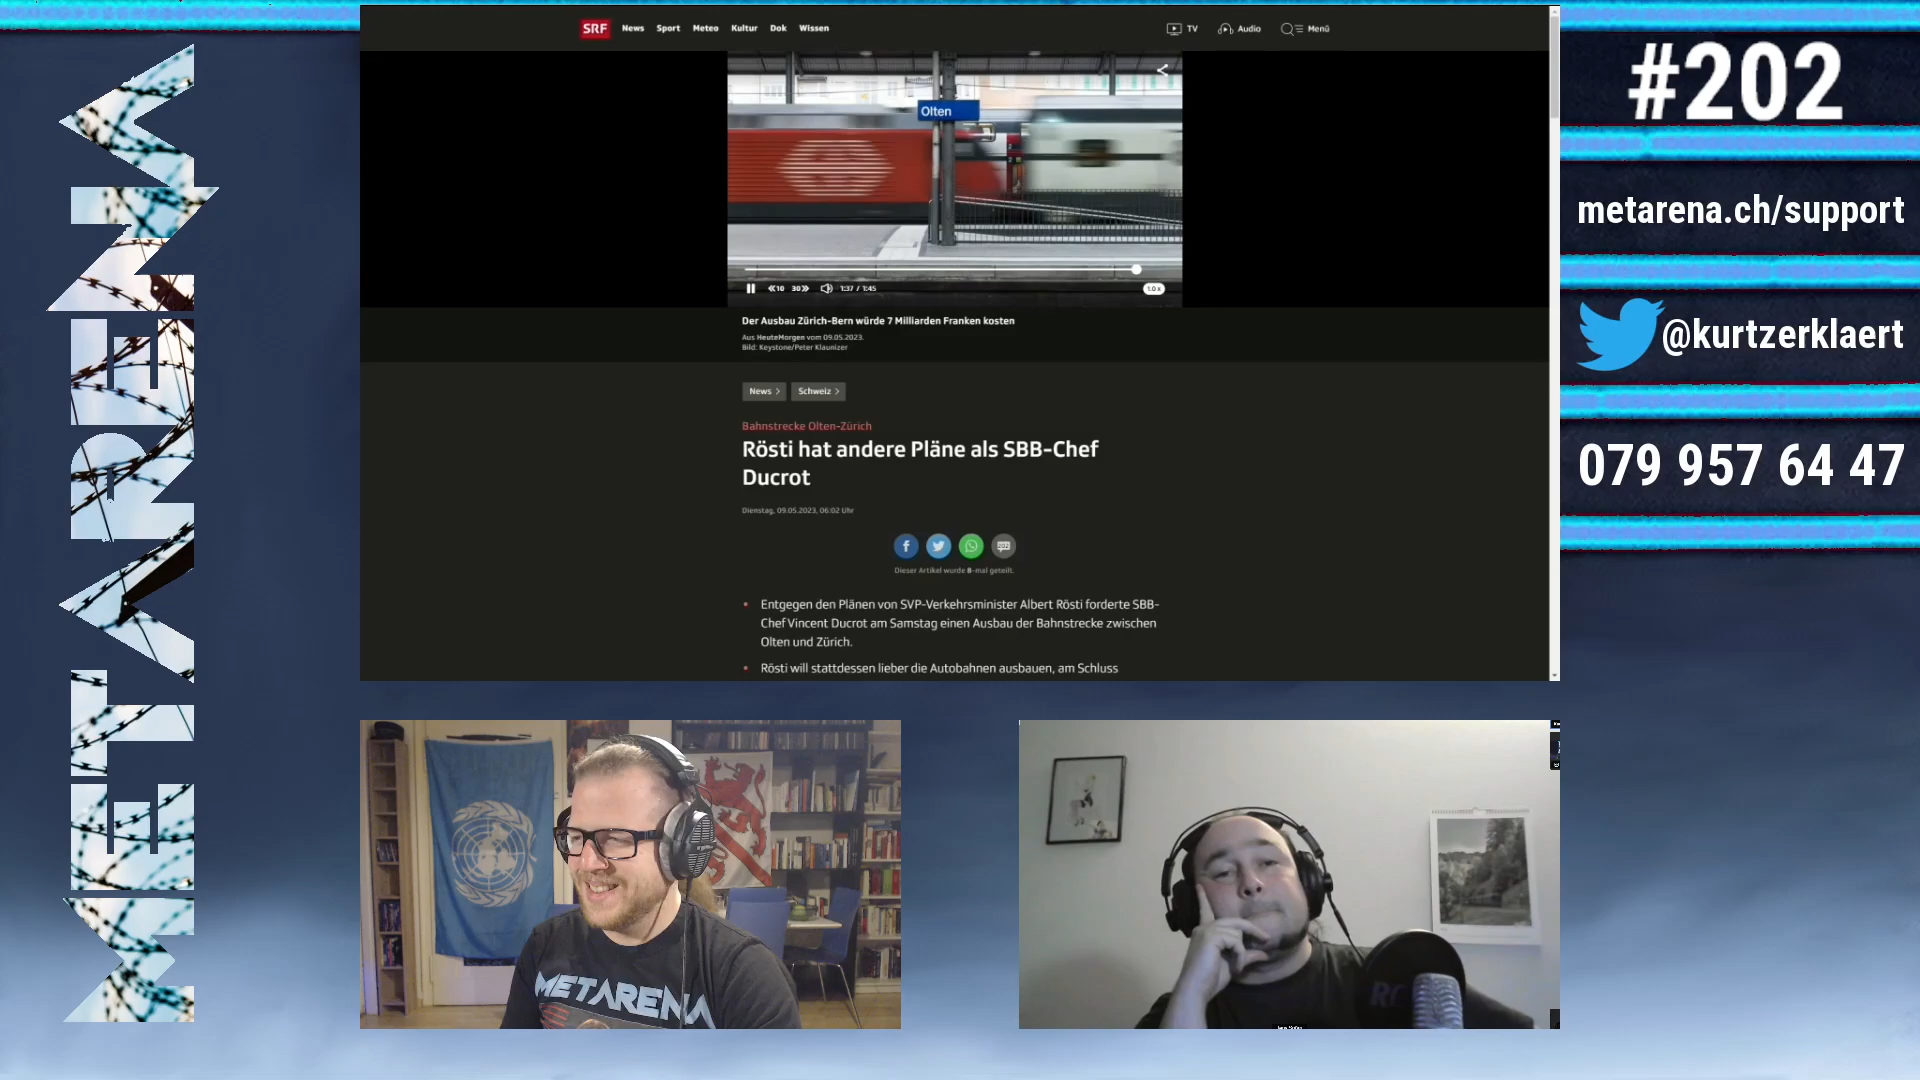 METARENA
SRF News Sport Meteo Kultur Dok Wissen TV Audio Menü
Olten
10 30 1:37 / 1:45 1.0 x
Der Ausbau Zürich-Bern würde 7 Milliarden Franken kosten
Aus HeuteMorgen vom 09.05.2023.
Bild: Keystone/Peter Klaunizer
News Schweiz
Bahnstrecke Olten-Zürich
Rösti hat andere Pläne als SBB-Chef
Ducrot
Dienstag, 09.05.2023, 06:02 Uhr
Dieser Artikel wurde 8-mal geteilt.
Entgegen den Plänen von SVP-Verkehrsminister Albert Rösti forderte SBB-
Chef Vincent Ducrot am Samstag einen Ausbau der Bahnstrecke zwischen
Olten und Zürich.
Rösti will stattdessen lieber die Autobahnen ausbauen, am Schluss
#202
metarena.ch/support
@kurtzerklaert
079 957 64 47
METARENA